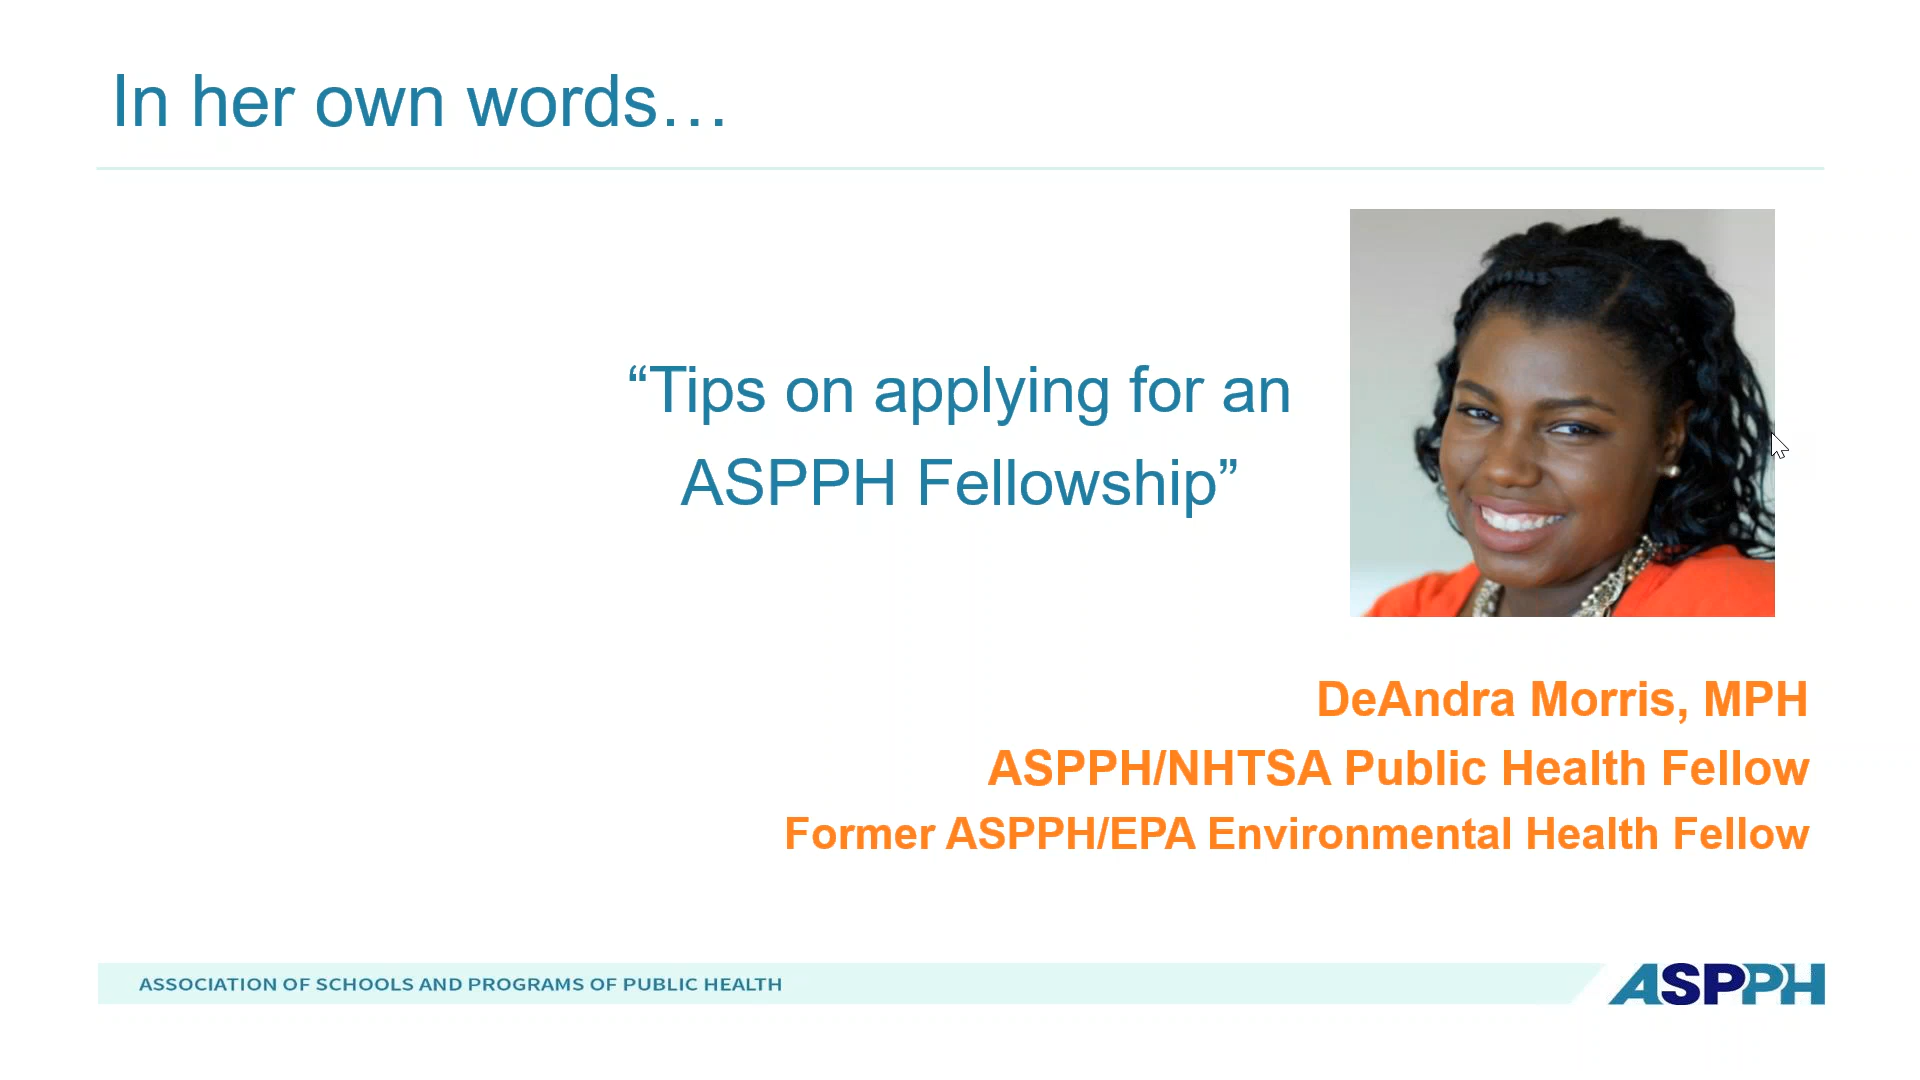 In her own words…
“Tips on applying for an
ASPPH Fellowship”
DeAndra Morris, MPH
ASPPH/NHTSA Public Health Fellow
Former ASPPH/EPA Environmental Health Fellow
ASSOCIATION OF SCHOOLS AND PROGRAMS OF PUBLIC HEALTH
ASPPH